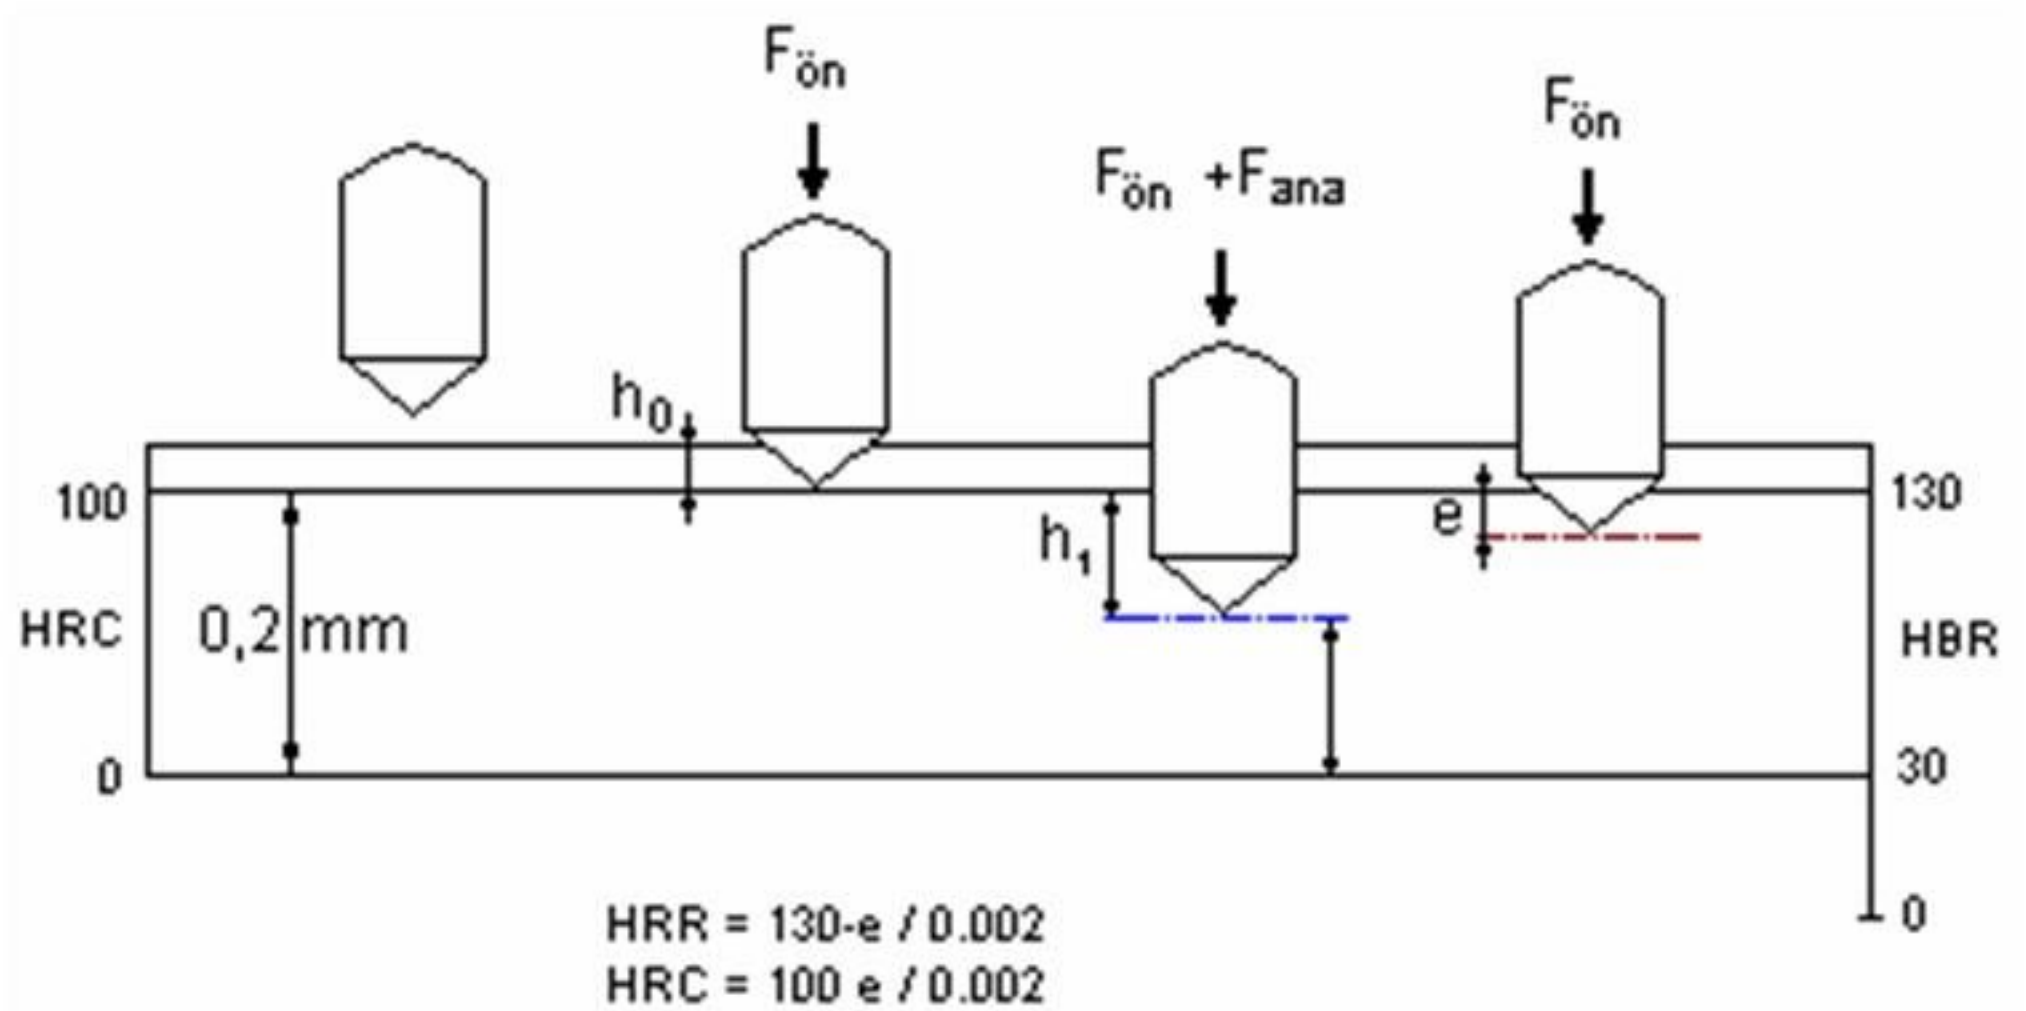 Fön
Fön
Fön +Fana
h0
100
130
e
h1
HRC
0,2 mm
HBR
0
30
0
HRR = 130-e / 0.002
HRC = 100 e / 0.002